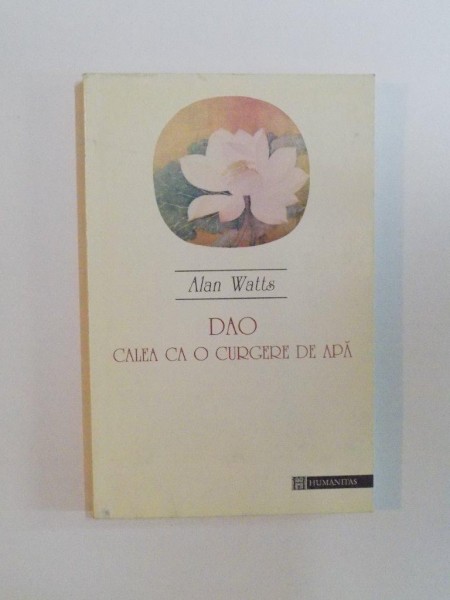 Alan Watts
DAO
CALEA CA O CURGERE DE APĂ
HUMANITAS